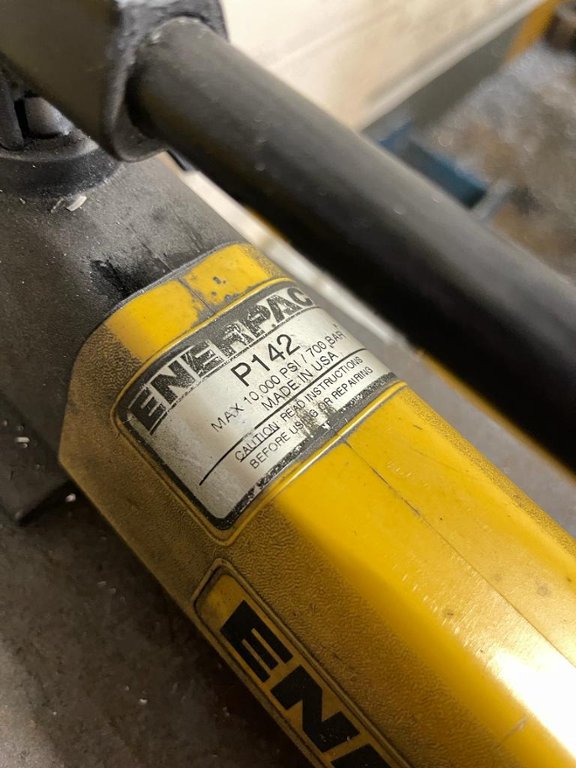 ENERPAC
P142
MAX 10,000 PSI / 700 BAR
MADE IN USA
CAUTION READ INSTRUCTIONS
BEFORE USING OR REPAIRING
ENE